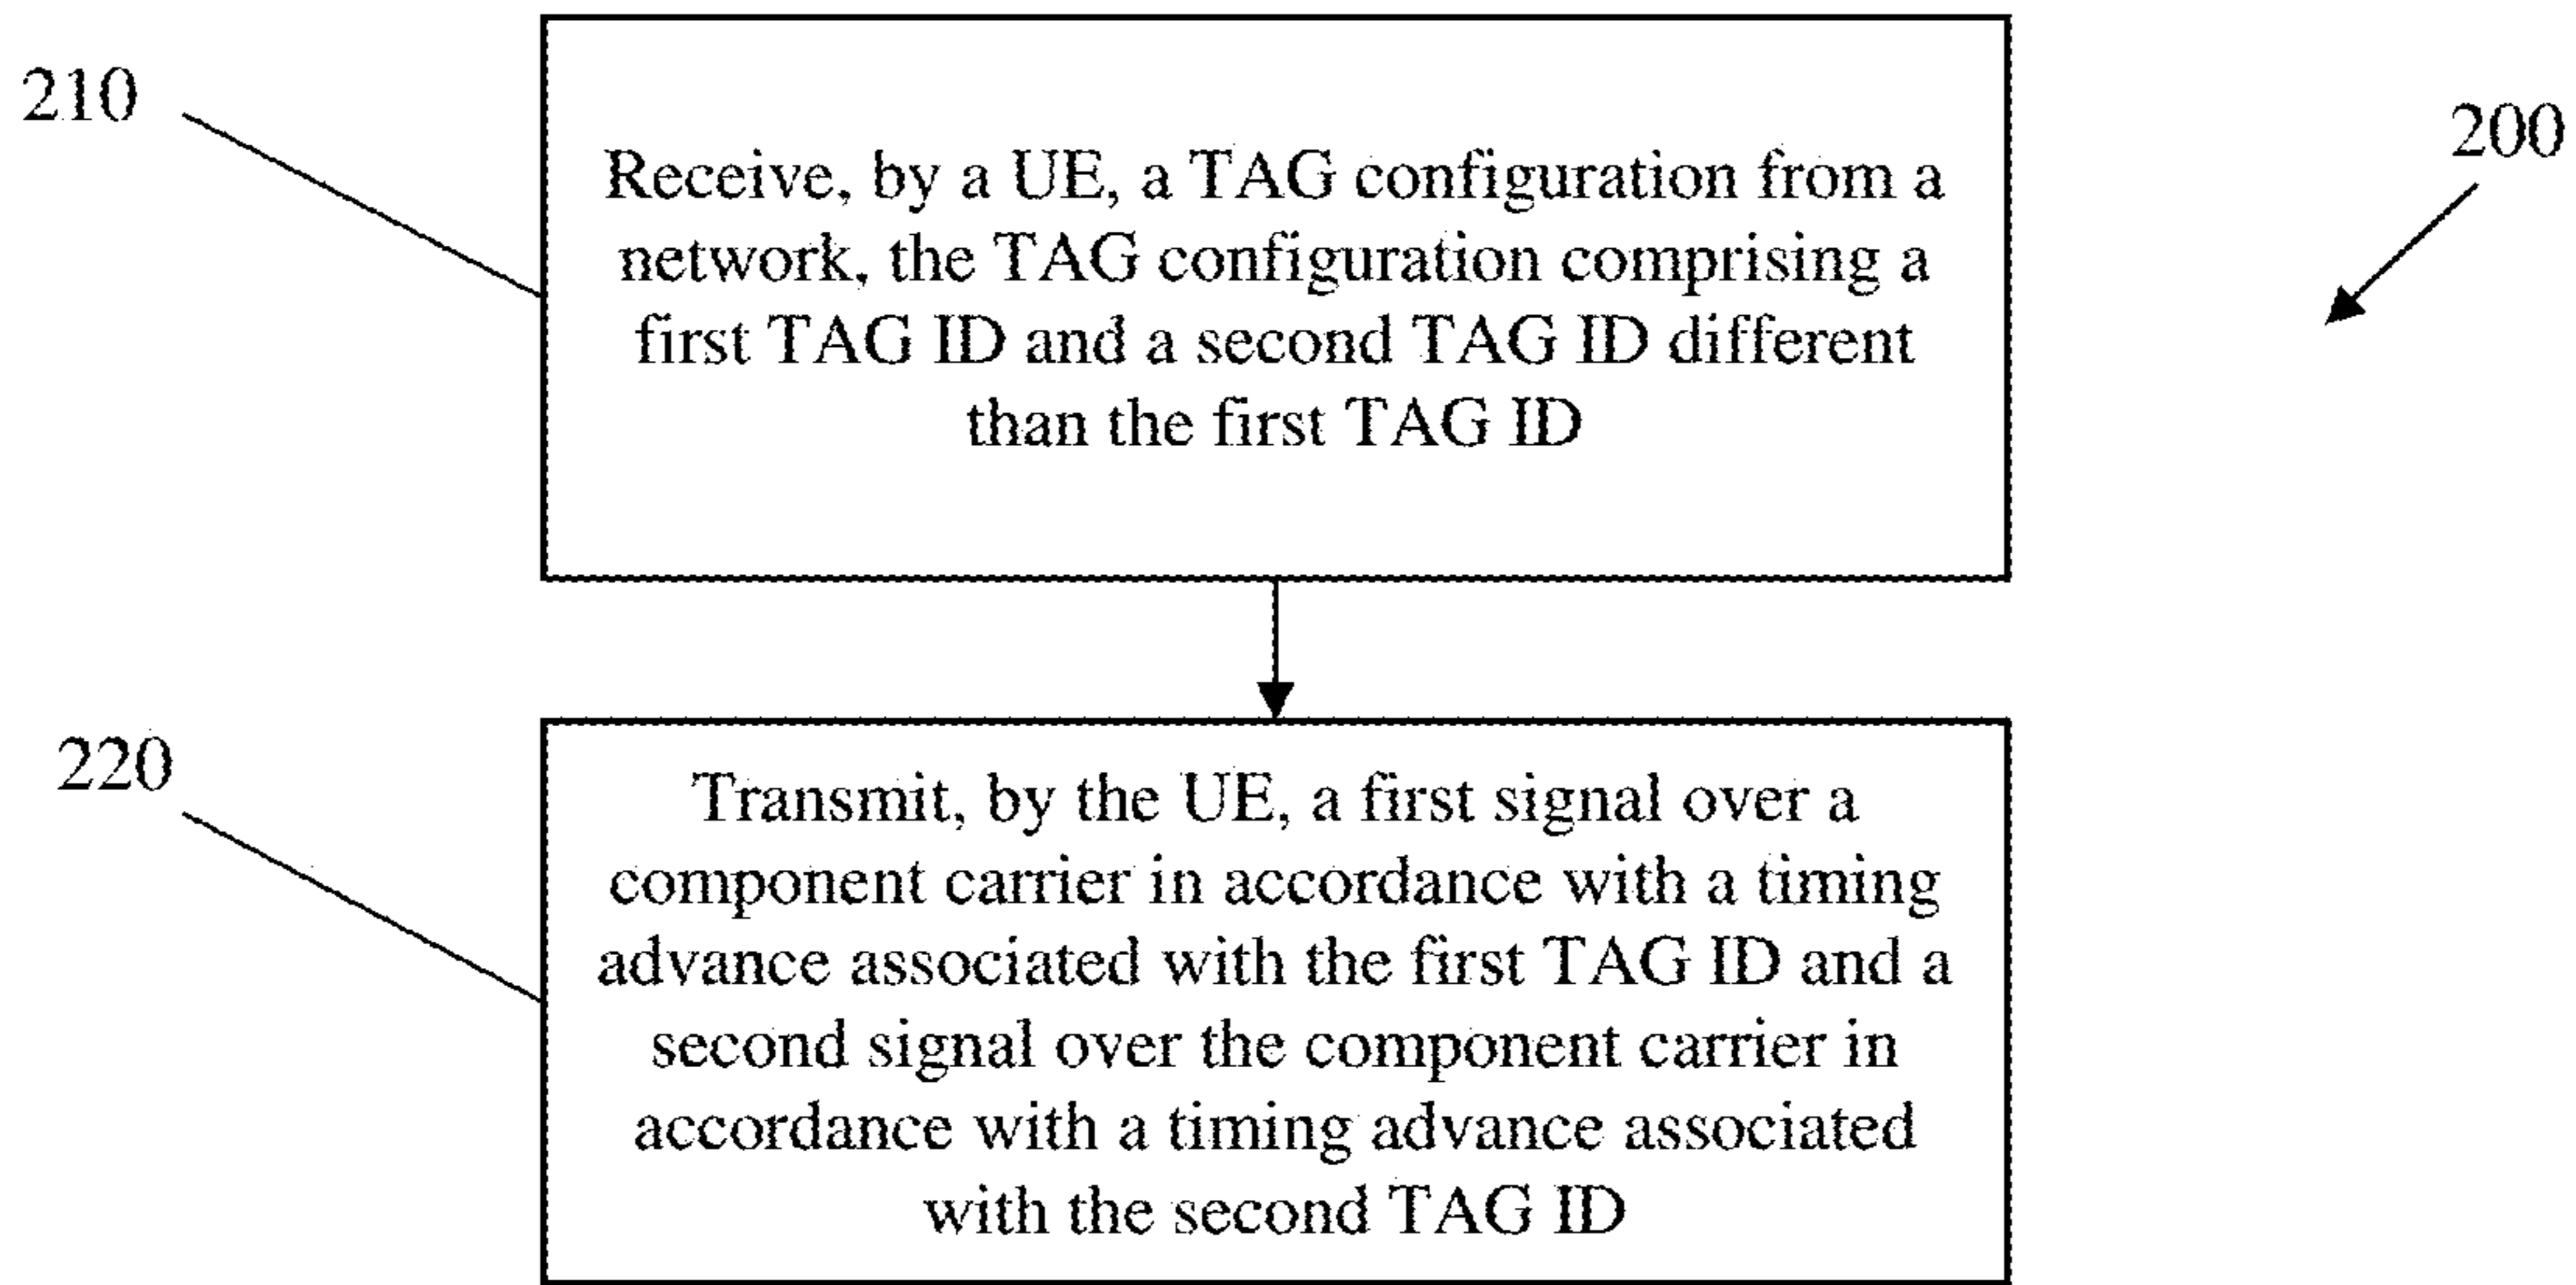 210
200
Receive, by a UE, a TAG configuration from a
network, the TAG configuration comprising a
first TAG ID and a second TAG ID different
than the first TAG ID
220
Transmit, by the UE, a first signal over a
component carrier in accordance with a timing
advance associated with the first TAG ID and a
second signal over the component carrier in
accordance with a timing advance associated
with the second TAG ID